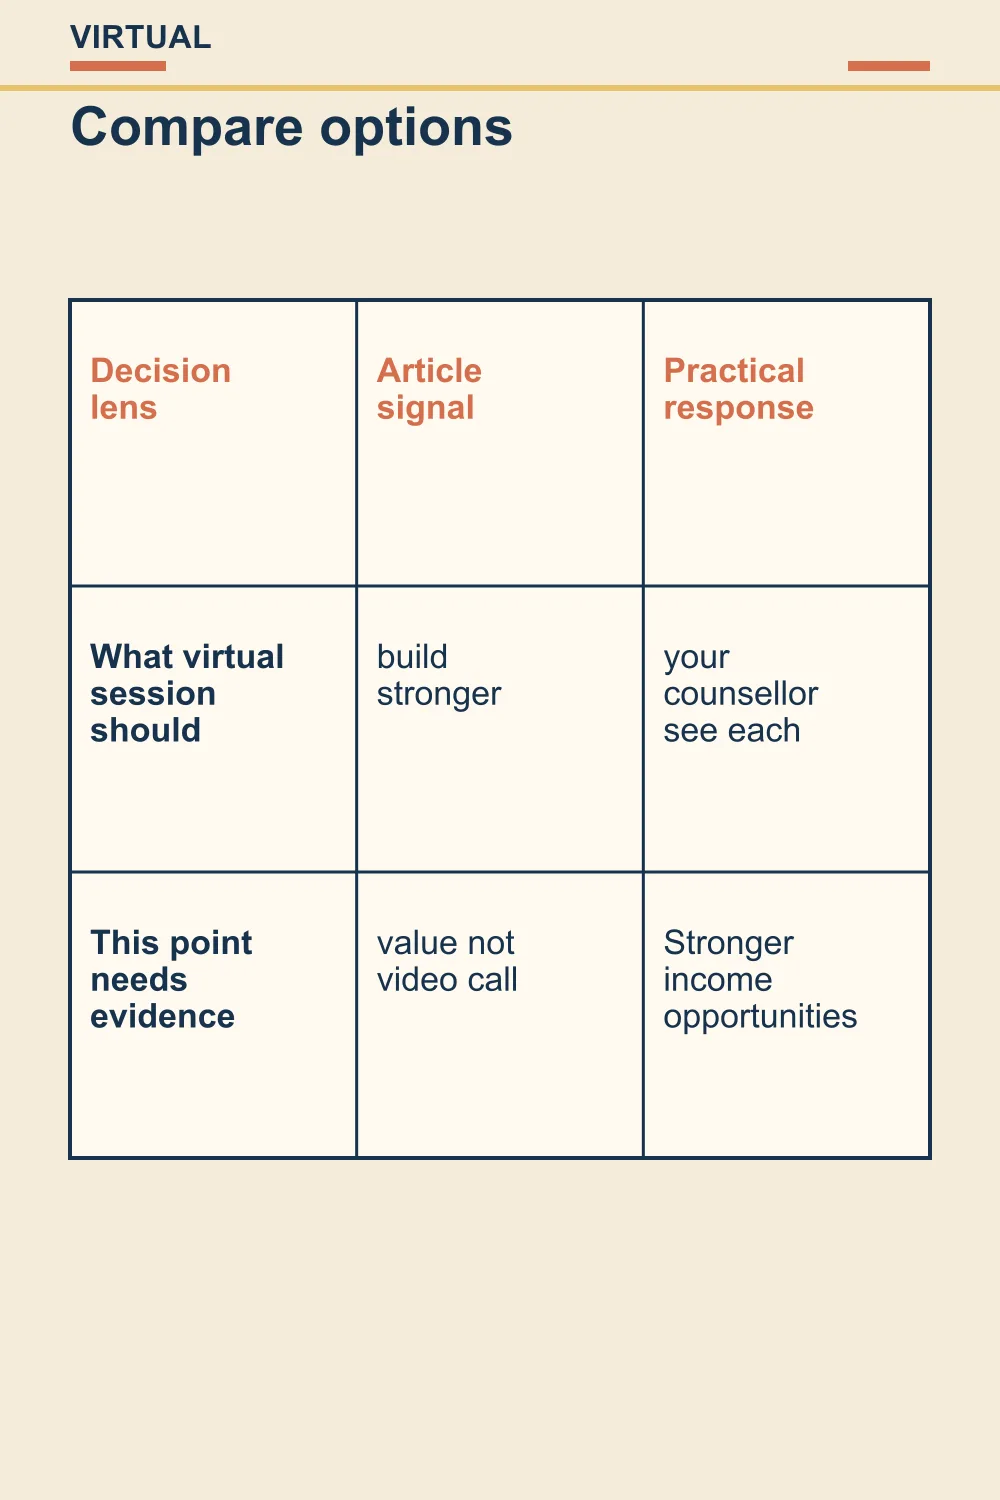 VIRTUAL
Compare options
Decision
lens
Article
signal
Practical
response
What virtual
session
should
build
stronger
your
counsellor
see each
This point
needs
evidence
value not
video call
Stronger
income
opportunities